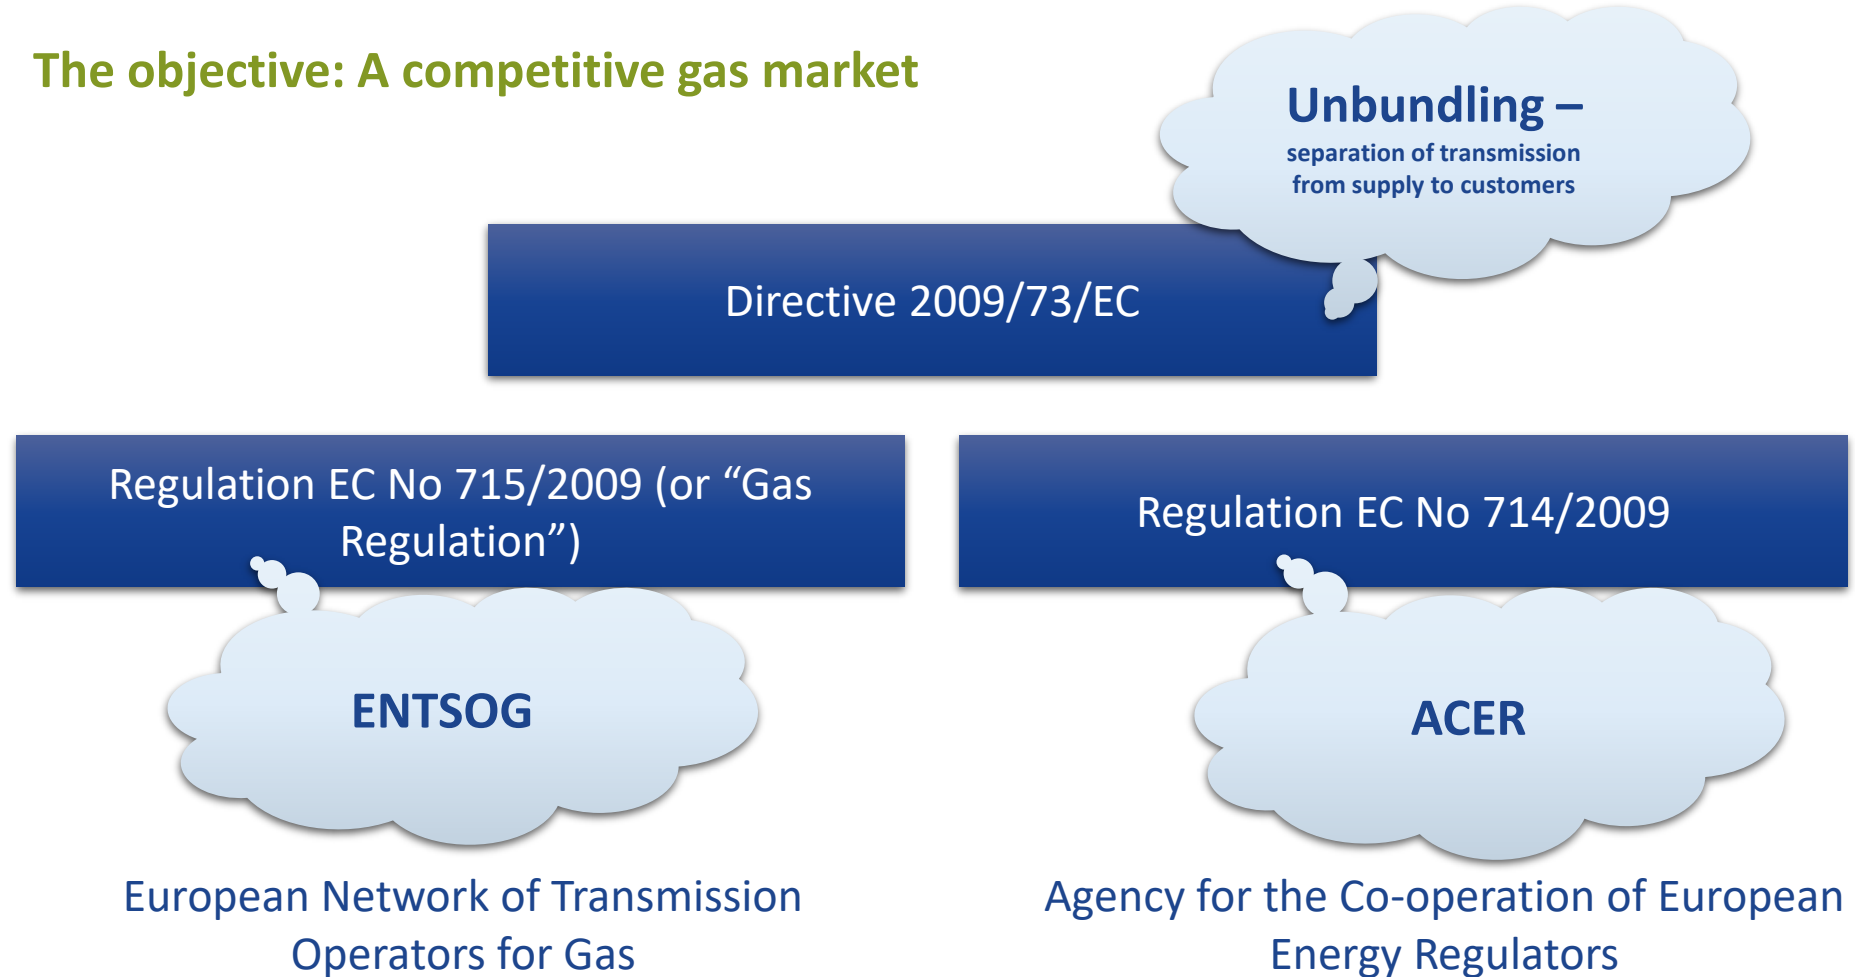 The objective: A competitive gas market
Unbundling –
separation of transmission
from supply to customers
Directive 2009/73/EC
Regulation EC No 715/2009 (or “Gas
Regulation”)
Regulation EC No 714/2009
ENTSOG
ACER
European Network of Transmission
Operators for Gas
Agency for the Co-operation of European
Energy Regulators